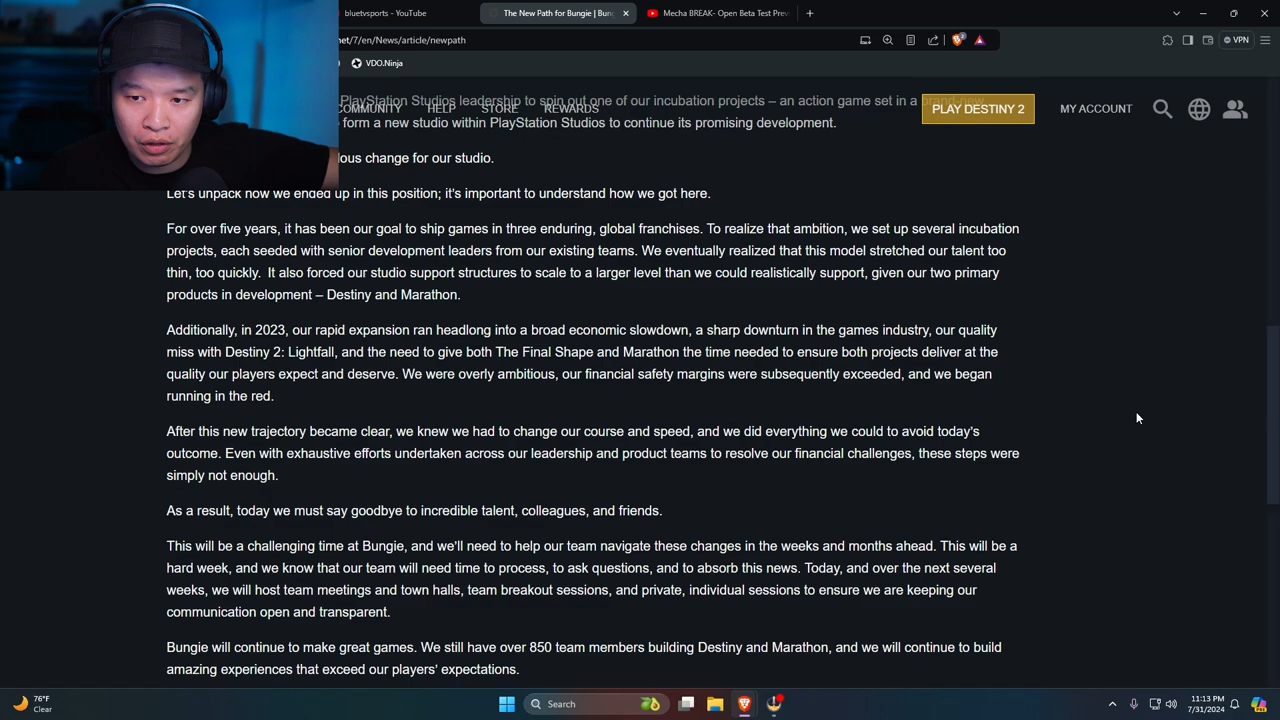 bluetvsports - YouTube
The New Path for Bungie | Bun
Mecha BREAK- Open Beta Test Prev
net/7/en/News/article/newpath
VPN
VDO.Ninja
PlayStation Studios leadership to spin out one of our incubation projects – an action game set in a brand-new
COMMUNITY HELP STORE REWARDS
PLAY DESTINY 2
MY ACCOUNT
form a new studio within PlayStation Studios to continue its promising development.
lous change for our studio.
Let's unpack how we ended up in this position; it's important to understand how we got here.
For over five years, it has been our goal to ship games in three enduring, global franchises. To realize that ambition, we set up several incubation
projects, each seeded with senior development leaders from our existing teams. We eventually realized that this model stretched our talent too
thin, too quickly. It also forced our studio support structures to scale to a larger level than we could realistically support, given our two primary
products in development – Destiny and Marathon.
Additionally, in 2023, our rapid expansion ran headlong into a broad economic slowdown, a sharp downturn in the games industry, our quality
miss with Destiny 2: Lightfall, and the need to give both The Final Shape and Marathon the time needed to ensure both projects deliver at the
quality our players expect and deserve. We were overly ambitious, our financial safety margins were subsequently exceeded, and we began
running in the red.
After this new trajectory became clear, we knew we had to change our course and speed, and we did everything we could to avoid today's
outcome. Even with exhaustive efforts undertaken across our leadership and product teams to resolve our financial challenges, these steps were
simply not enough.
As a result, today we must say goodbye to incredible talent, colleagues, and friends.
This will be a challenging time at Bungie, and we'll need to help our team navigate these changes in the weeks and months ahead. This will be a
hard week, and we know that our team will need time to process, to ask questions, and to absorb this news. Today, and over the next several
weeks, we will host team meetings and town halls, team breakout sessions, and private, individual sessions to ensure we are keeping our
communication open and transparent.
Bungie will continue to make great games. We still have over 850 team members building Destiny and Marathon, and we will continue to build
amazing experiences that exceed our players' expectations.
76°F
Clear
Search
11:13 PM
7/31/2024